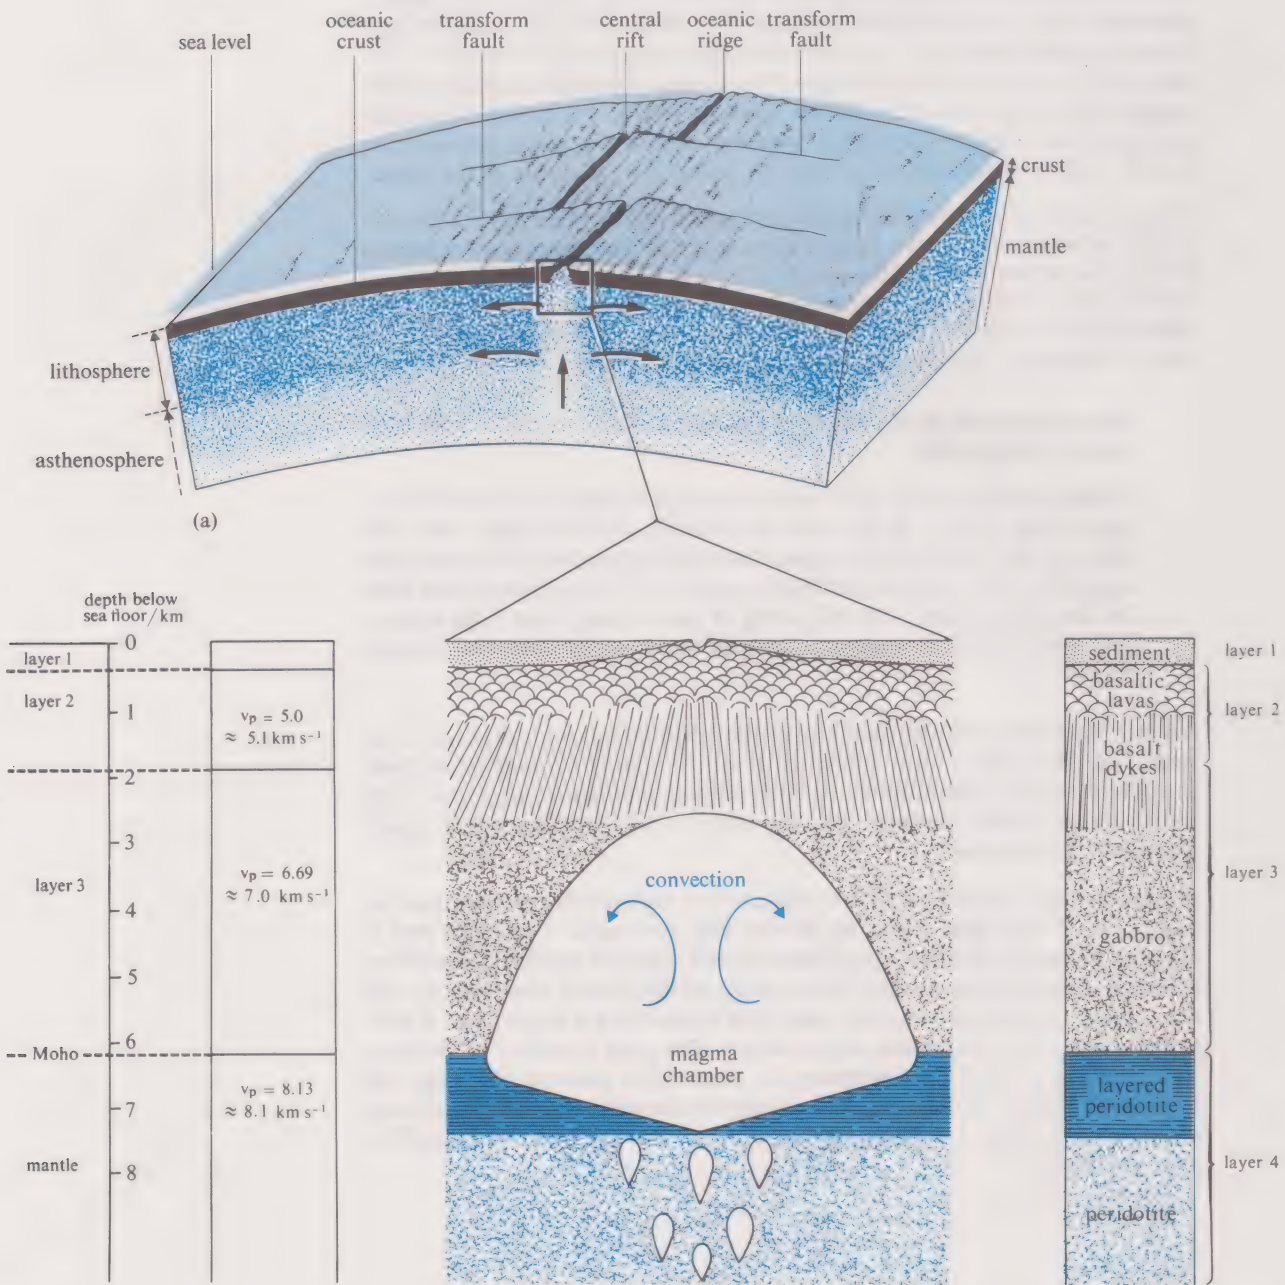 sea level
oceanic
crust
transform
fault
central
rift
oceanic
ridge
transform
fault
crust
mantle
lithosphere
asthenosphere
(a)
depth below
sea floor/km
0
1
2
3
4
5
6
7
8
layer 1
layer 2
layer 3
Moho
mantle
vp = 5.0
≈ 5.1 km s⁻¹
vp = 6.69
≈ 7.0 km s⁻¹
vp = 8.13
≈ 8.1 km s⁻¹
convection
magma
chamber
sediment
basaltic
lavas
basalt
dykes
gabbro
layered
peridotite
peridotite
layer 1
layer 2
layer 3
layer 4